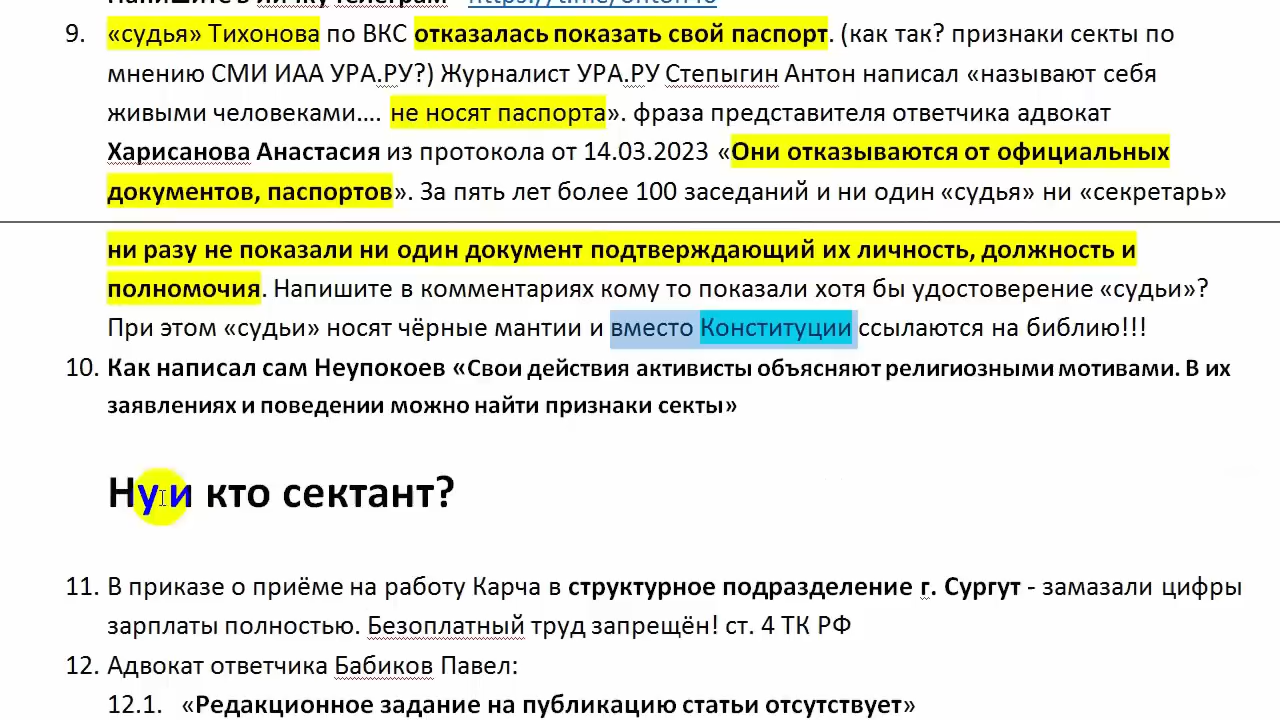 9. «судья» Тихонова по ВКС отказалась показать свой паспорт. (как так? признаки секты по
мнению СМИ ИАА УРА.РУ?) Журналист УРА.РУ Степыгин Антон написал «называют себя
живыми человеками.... не носят паспорта». фраза представителя ответчика адвокат
Харисанова Анастасия из протокола от 14.03.2023 «Они отказываются от официальных
документов, паспортов». За пять лет более 100 заседаний и ни один «судья» ни «секретарь»
ни разу не показали ни один документ подтверждающий их личность, должность и
полномочия. Напишите в комментариях кому то показали хотя бы удостоверение «судьи»?
При этом «судьи» носят чёрные мантии и вместо Конституции ссылаются на библию!!!
10. Как написал сам Неупокоев «Свои действия активисты объясняют религиозными мотивами. В их
заявлениях и поведении можно найти признаки секты»
Ну и кто сектант?
11. В приказе о приёме на работу Карча в структурное подразделение г. Сургут - замазали цифры
зарплаты полностью. Безоплатный труд запрещён! ст. 4 ТК РФ
12. Адвокат ответчика Бабиков Павел:
12.1. «Редакционное задание на публикацию статьи отсутствует»